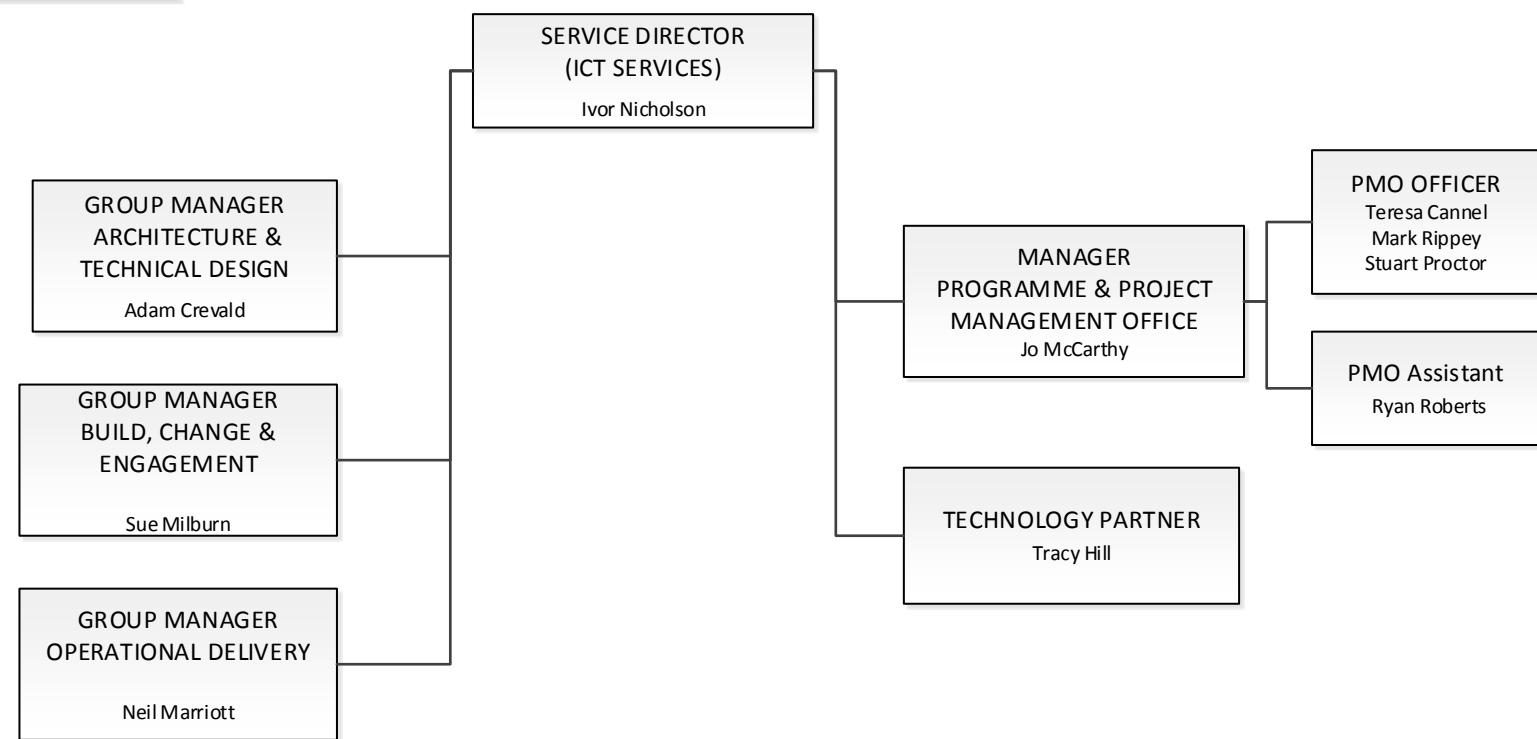 SERVICE DIRECTOR
(ICT SERVICES)
Ivor Nicholson
GROUP MANAGER
ARCHITECTURE &
TECHNICAL DESIGN
Adam Crevald
GROUP MANAGER
BUILD, CHANGE &
ENGAGEMENT
Sue Milburn
GROUP MANAGER
OPERATIONAL DELIVERY
Neil Marriott
MANAGER
PROGRAMME & PROJECT
MANAGEMENT OFFICE
Jo McCarthy
TECHNOLOGY PARTNER
Tracy Hill
PMO OFFICER
Teresa Cannel
Mark Rippey
Stuart Proctor
PMO Assistant
Ryan Roberts